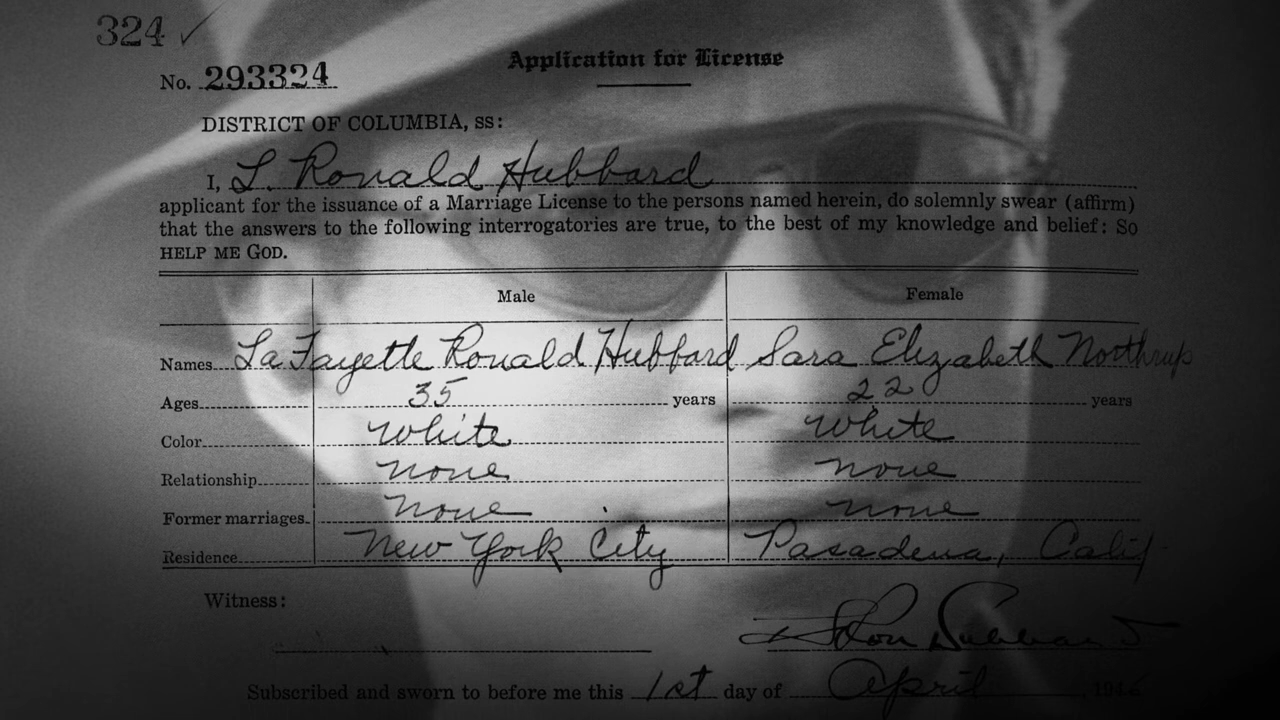 324 ✓
No. 293324
Application for License
DISTRICT OF COLUMBIA, ss:
I, L. Ronald Hubbard
applicant for the issuance of a Marriage License to the persons named herein, do solemnly swear (affirm)
that the answers to the following interrogatories are true, to the best of my knowledge and belief: So
HELP ME GOD.
Male Female
Names LaFayette Ronald Hubbard Sara Elizabeth Northrup
Ages 35 years 22 years
Color White White
Relationship none none
Former marriages none none
Residence New York City Pasadena, Calif
Witness:
L Ron Hubbard
Subscribed and sworn to before me this 1st day of April